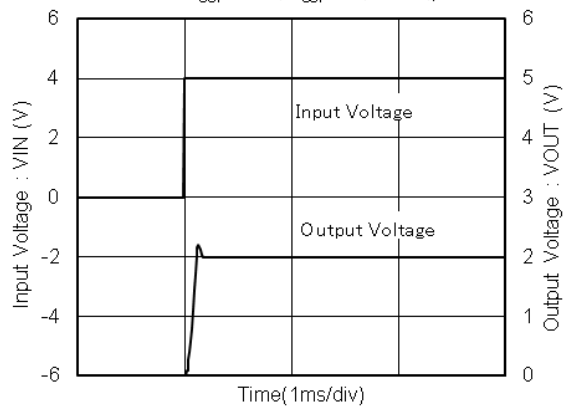 6
4
2
0
-2
-4
-6
Input Voltage : VIN (V)
Input Voltage
Output Voltage
6
5
4
3
2
1
0
Output Voltage : VOUT (V)
Time(1ms/div)